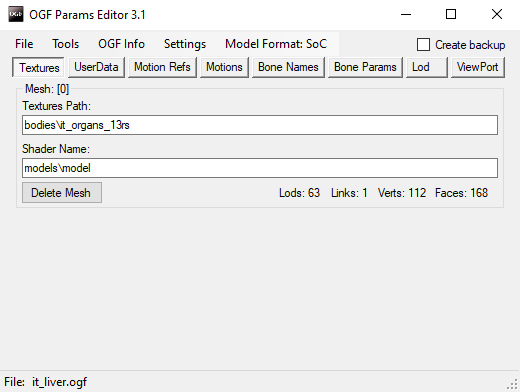 OGF OGF Params Editor 3.1
File Tools OGF Info Settings Model Format: SoC Create backup
Textures UserData Motion Refs Motions Bone Names Bone Params Lod ViewPort
Mesh: [0]
Textures Path:
bodies\it_organs_13rs
Shader Name:
models\model
Delete Mesh Lods: 63 Links: 1 Verts: 112 Faces: 168
File: it_liver.ogf